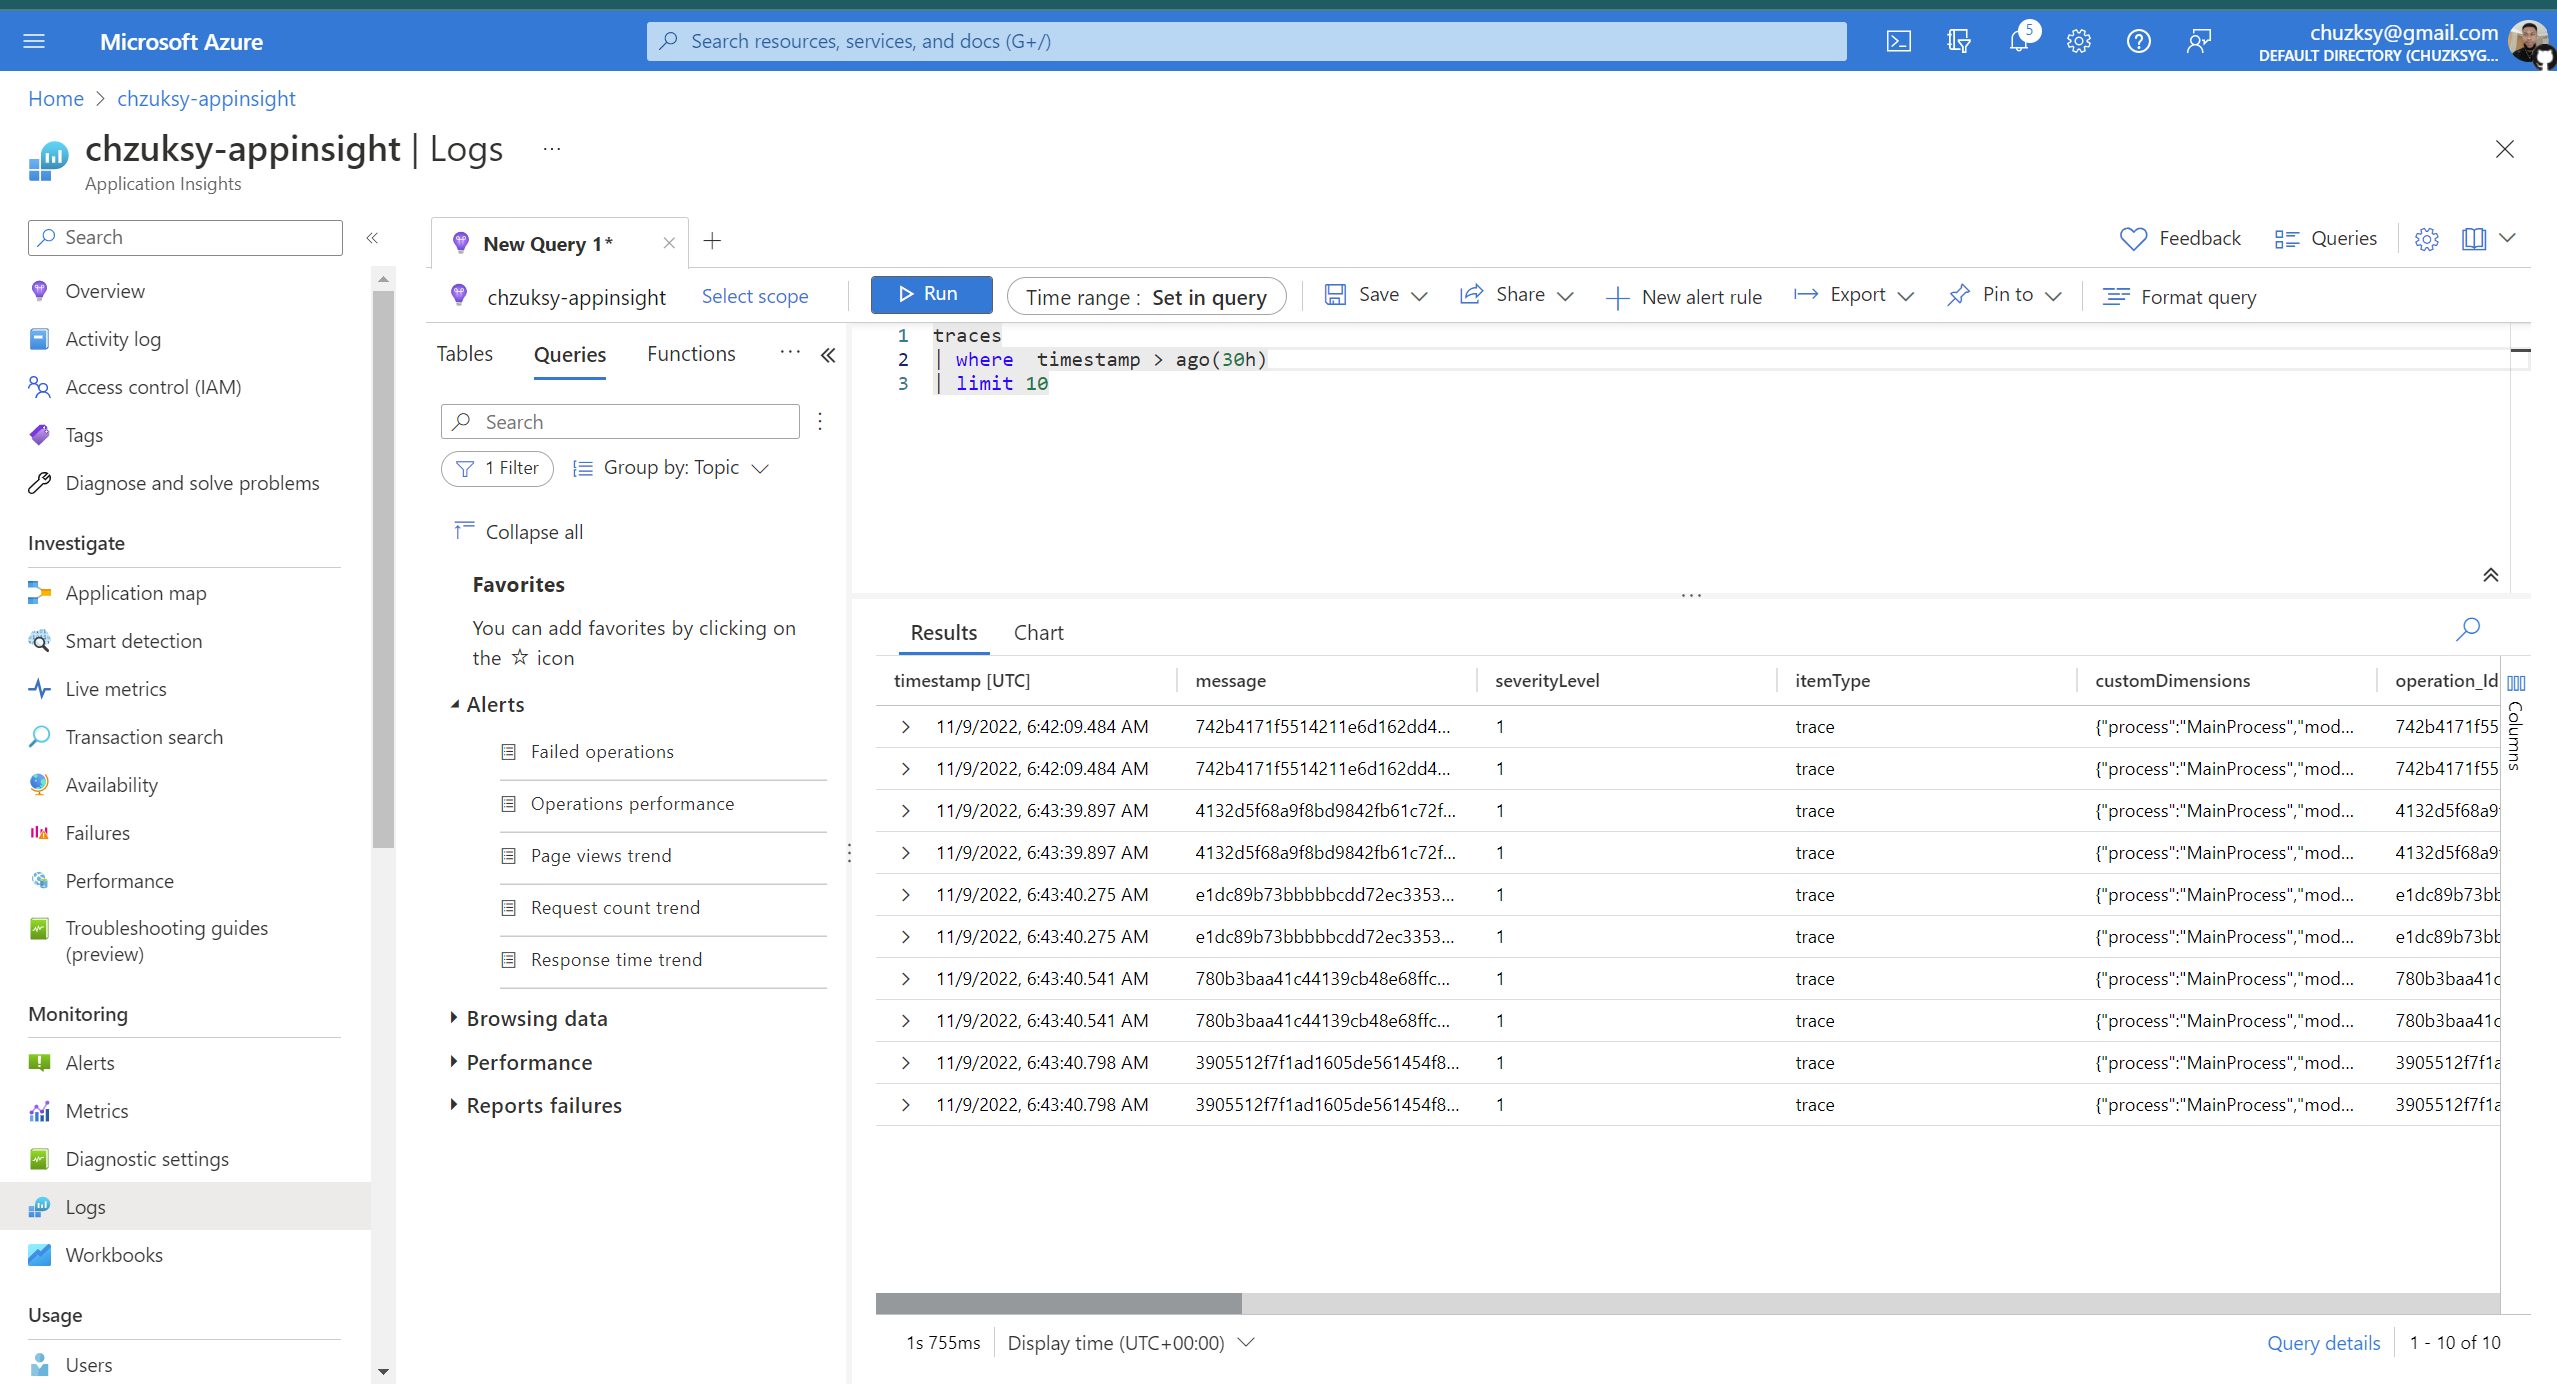 Microsoft Azure
Search resources, services, and docs (G+/)
5
chuzksy@gmail.com
DEFAULT DIRECTORY (CHUZKSYG...
Home > chzuksy-appinsight
chzuksy-appinsight | Logs ...
Application Insights
Search
Overview
Activity log
Access control (IAM)
Tags
Diagnose and solve problems
Investigate
Application map
Smart detection
Live metrics
Transaction search
Availability
Failures
Performance
Troubleshooting guides
(preview)
Monitoring
Alerts
Metrics
Diagnostic settings
Logs
Workbooks
Usage
Users
New Query 1*
Feedback
Queries
chzuksy-appinsight
Select scope
Run
Time range : Set in query
Save
Share
New alert rule
Export
Pin to
Format query
Tables
Queries
Functions
...
Search
1 Filter
Group by: Topic
Collapse all
Favorites
You can add favorites by clicking on
the ☆ icon
Alerts
Failed operations
Operations performance
Page views trend
Request count trend
Response time trend
Browsing data
Performance
Reports failures
1 traces
2 | where  timestamp > ago(30h)
3 | limit 10
Results
Chart
timestamp [UTC] message severityLevel itemType customDimensions operation_Id
11/9/2022, 6:42:09.484 AM 742b4171f5514211e6d162dd4... 1 trace {"process":"MainProcess","mod... 742b4171f55
11/9/2022, 6:42:09.484 AM 742b4171f5514211e6d162dd4... 1 trace {"process":"MainProcess","mod... 742b4171f55
11/9/2022, 6:43:39.897 AM 4132d5f68a9f8bd9842fb61c72f... 1 trace {"process":"MainProcess","mod... 4132d5f68a9f
11/9/2022, 6:43:39.897 AM 4132d5f68a9f8bd9842fb61c72f... 1 trace {"process":"MainProcess","mod... 4132d5f68a9f
11/9/2022, 6:43:40.275 AM e1dc89b73bbbbbcdd72ec3353... 1 trace {"process":"MainProcess","mod... e1dc89b73bb
11/9/2022, 6:43:40.275 AM e1dc89b73bbbbbcdd72ec3353... 1 trace {"process":"MainProcess","mod... e1dc89b73bb
11/9/2022, 6:43:40.541 AM 780b3baa41c44139cb48e68ffc... 1 trace {"process":"MainProcess","mod... 780b3baa41c
11/9/2022, 6:43:40.541 AM 780b3baa41c44139cb48e68ffc... 1 trace {"process":"MainProcess","mod... 780b3baa41c
11/9/2022, 6:43:40.798 AM 3905512f7f1ad1605de561454f8... 1 trace {"process":"MainProcess","mod... 3905512f7f1a
11/9/2022, 6:43:40.798 AM 3905512f7f1ad1605de561454f8... 1 trace {"process":"MainProcess","mod... 3905512f7f1a
Columns
1s 755ms
Display time (UTC+00:00)
Query details
1 - 10 of 10